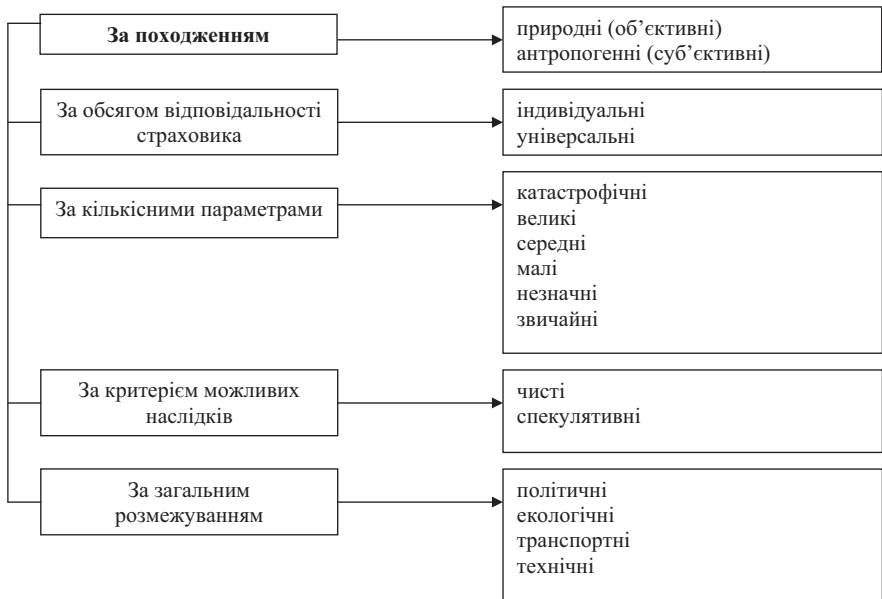 За походженням
природні (об’єктивні)
антропогенні (суб’єктивні)
За обсягом відповідальності
страховика
індивідуальні
універсальні
За кількісними параметрами
катастрофічні
великі
середні
малі
незначні
звичайні
За критерієм можливих
наслідків
чисті
спекулятивні
За загальним
розмежуванням
політичні
екологічні
транспортні
технічні